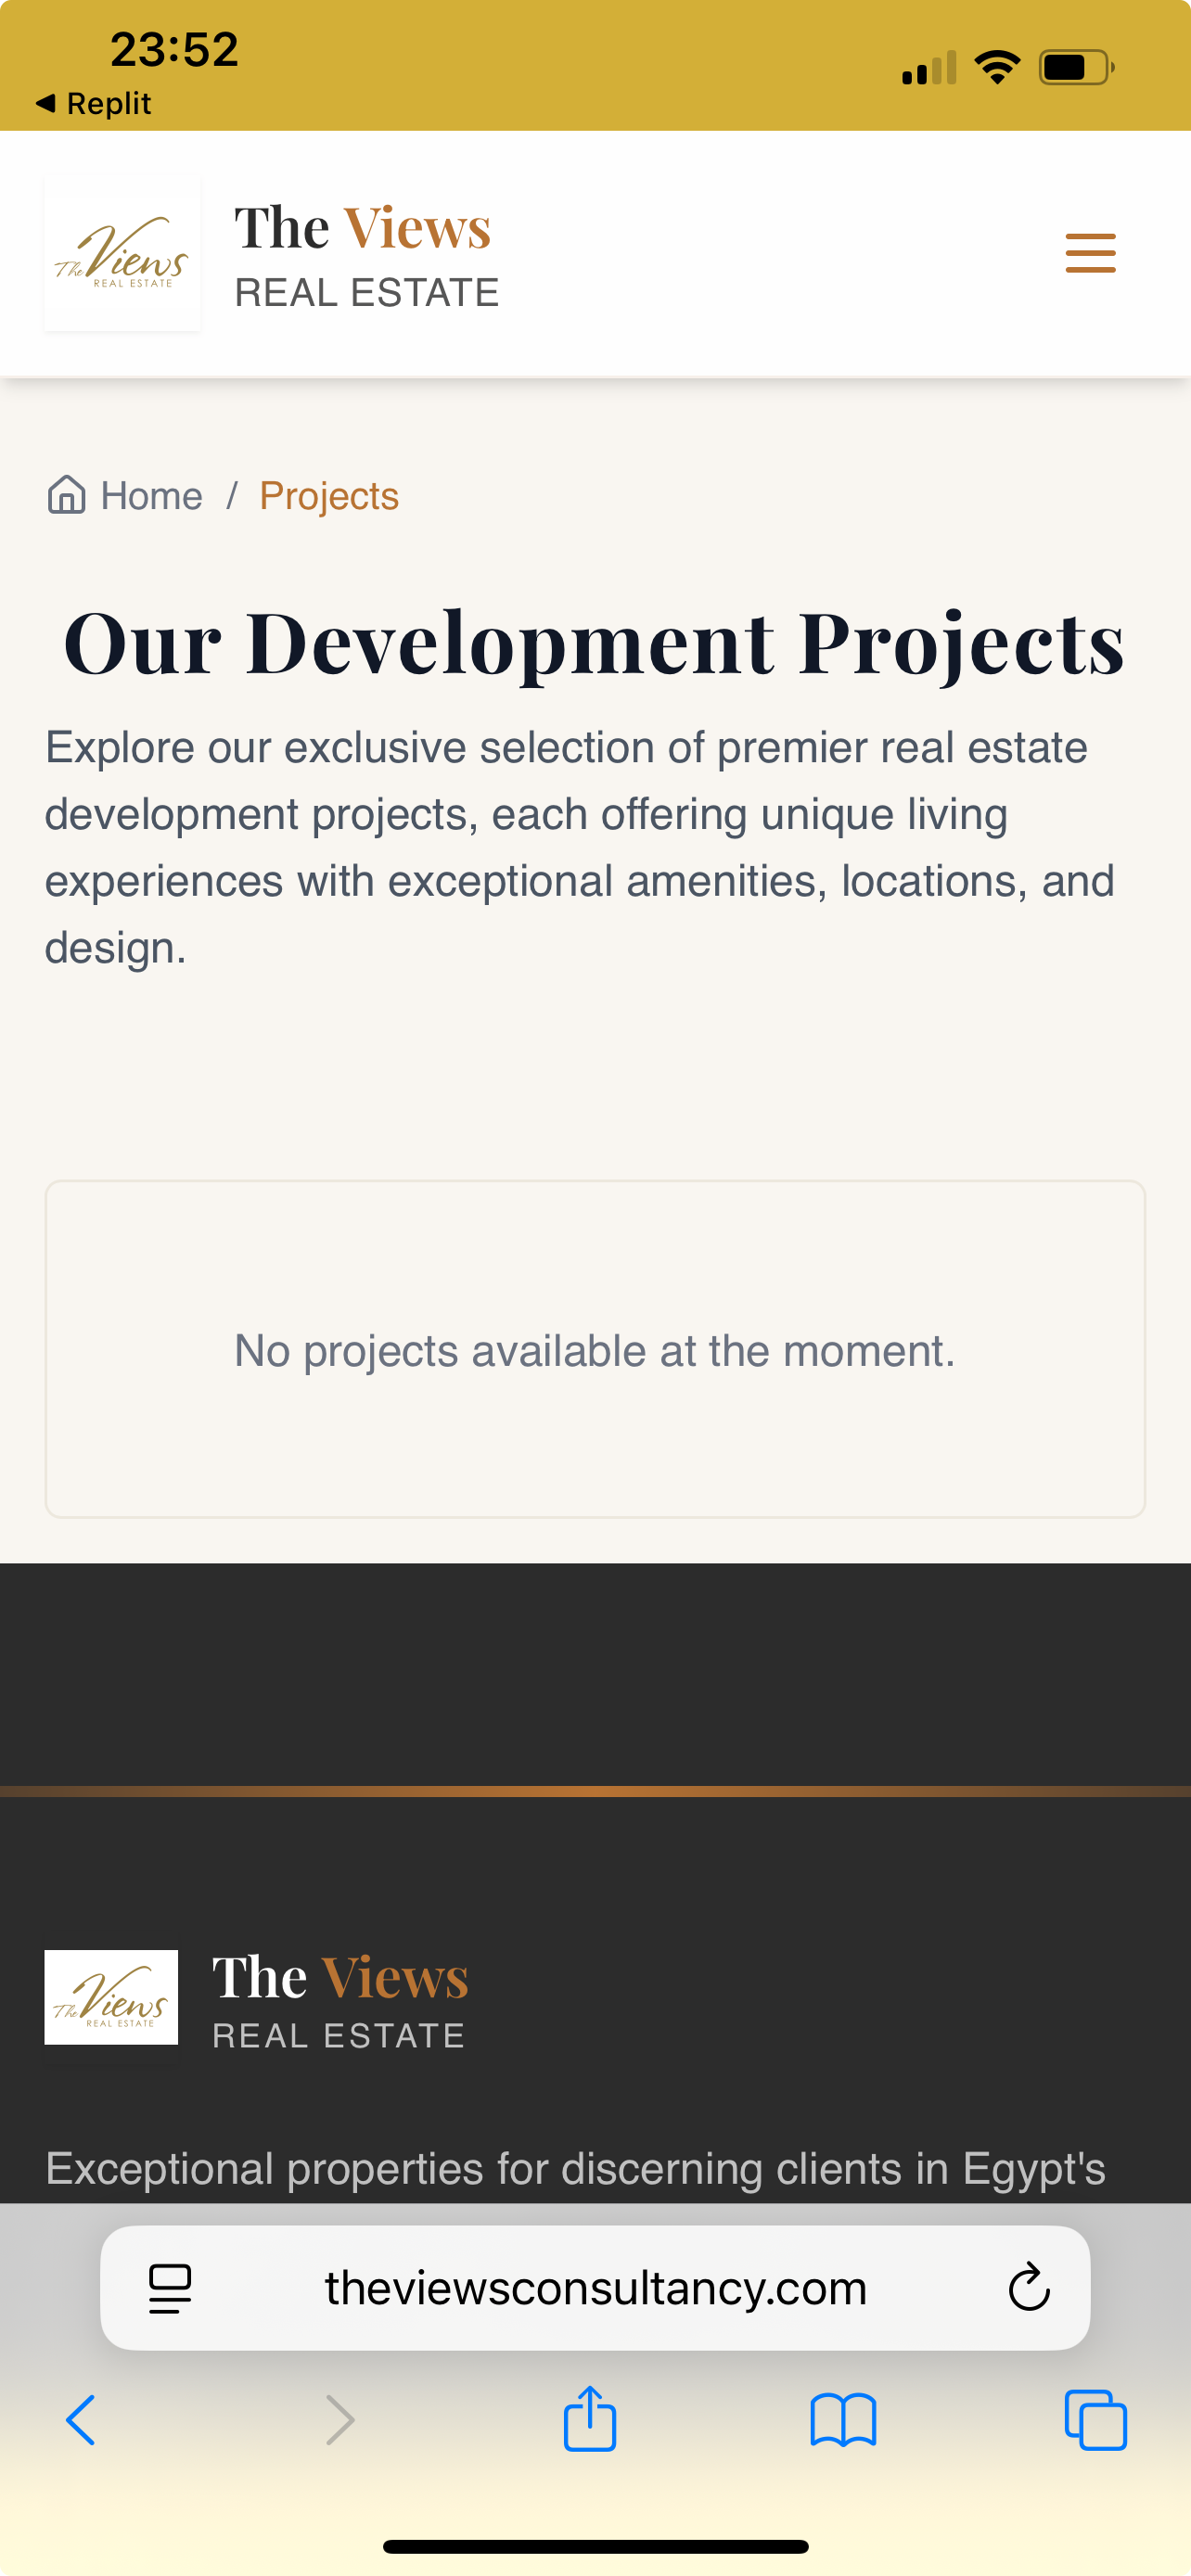 23:52
Replit
The Views
REAL ESTATE
The Views
REAL ESTATE
Home / Projects
Our Development Projects
Explore our exclusive selection of premier real estate
development projects, each offering unique living
experiences with exceptional amenities, locations, and
design.
No projects available at the moment.
The Views
REAL ESTATE
The Views
REAL ESTATE
Exceptional properties for discerning clients in Egypt's
theviewsconsultancy.com